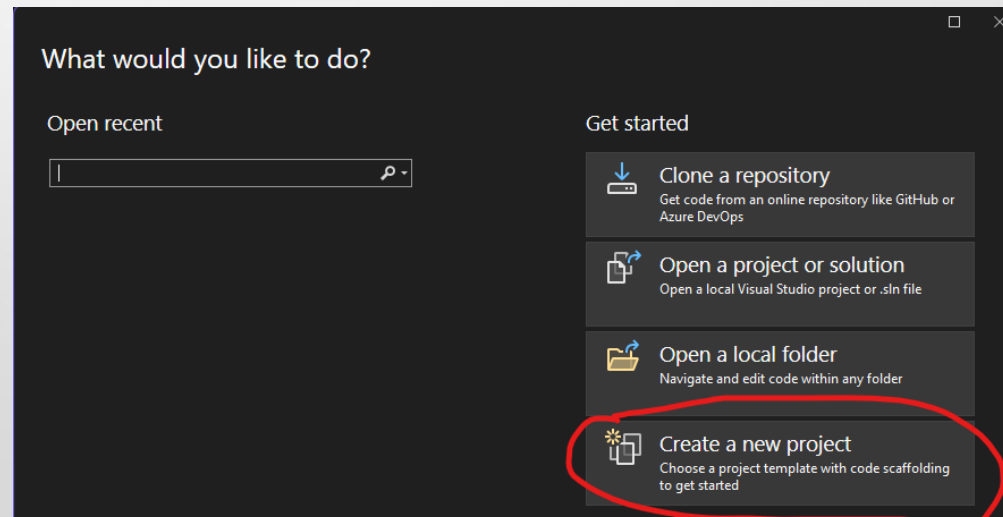 What would you like to do?
Open recent
Get started
Clone a repository
Get code from an online repository like GitHub or
Azure DevOps
Open a project or solution
Open a local Visual Studio project or .sln file
Open a local folder
Navigate and edit code within any folder
Create a new project
Choose a project template with code scaffolding
to get started